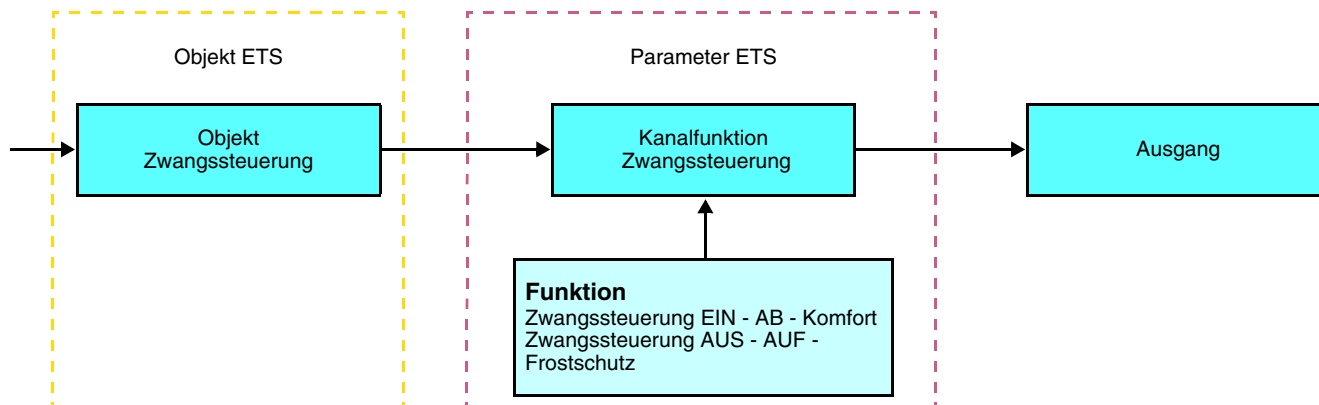 Objekt ETS
Parameter ETS
Objekt
Zwangssteuerung
Kanalfunktion
Zwangssteuerung
Ausgang
Funktion
Zwangssteuerung EIN - AB - Komfort
Zwangssteuerung AUS - AUF -
Frostschutz